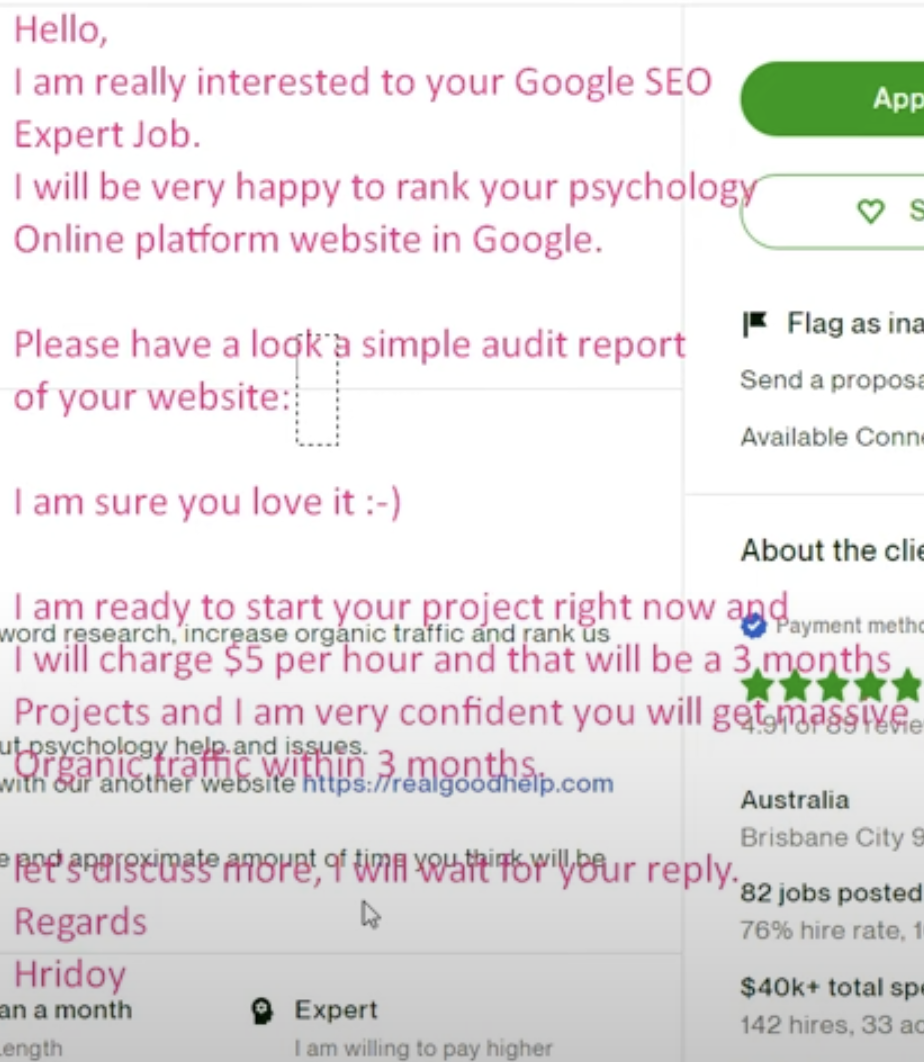 Hello,
I am really interested to your Google SEO
Expert Job.
I will be very happy to rank your psychology
Online platform website in Google.
Please have a look a simple audit report
of your website:
I am sure you love it :-)
I am ready to start your project right now and
I will charge $5 per hour and that will be a 3 months
Projects and I am very confident you will get massive
Organic traffic within 3 months.
let's discuss more, I will wait for your reply.
Regards
Hridoy
word research, increase organic traffic and rank us
ut psychology help and issues.
with our another website https://realgoodhelp.com
e and approximate amount of time you think will be
an a month
Length
Expert
I am willing to pay higher
App
S
Flag as ina
Send a proposa
Available Conne
About the clie
Payment metho
4.91 of 89 revie
Australia
Brisbane City 9
82 jobs posted
76% hire rate, 1
$40k+ total spe
142 hires, 33 ac